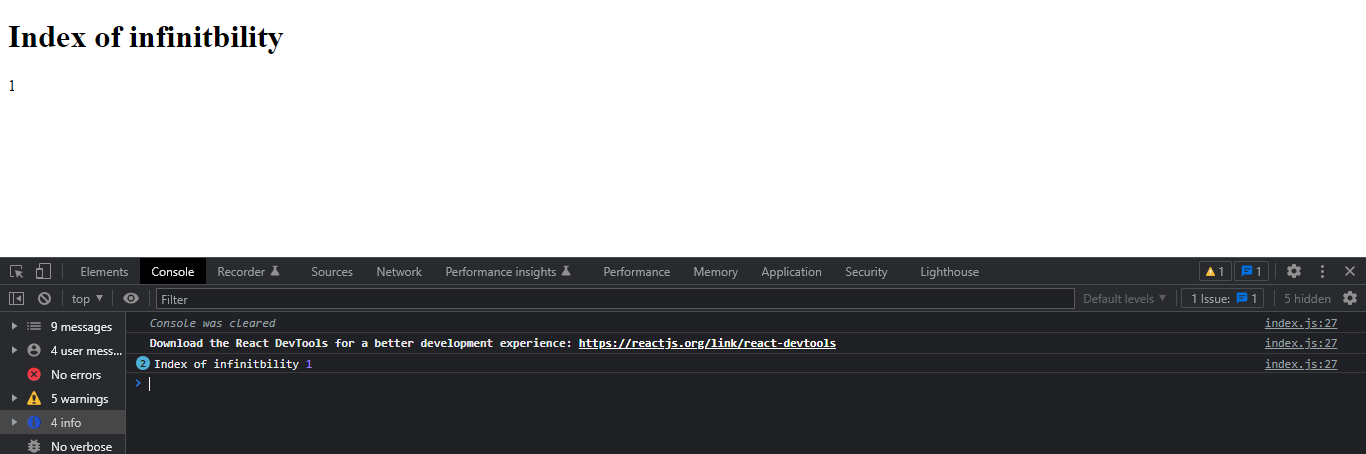 Index of infinitbility
1
Elements Console Recorder Sources Network Performance insights Performance Memory Application Security Lighthouse 1 1
top Filter Default levels 1 Issue: 1 5 hidden
9 messages
4 user mess...
No errors
5 warnings
4 info
No verbose
Console was cleared index.js:27
Download the React DevTools for a better development experience: https://reactjs.org/link/react-devtools index.js:27
2 Index of infinitbility 1 index.js:27